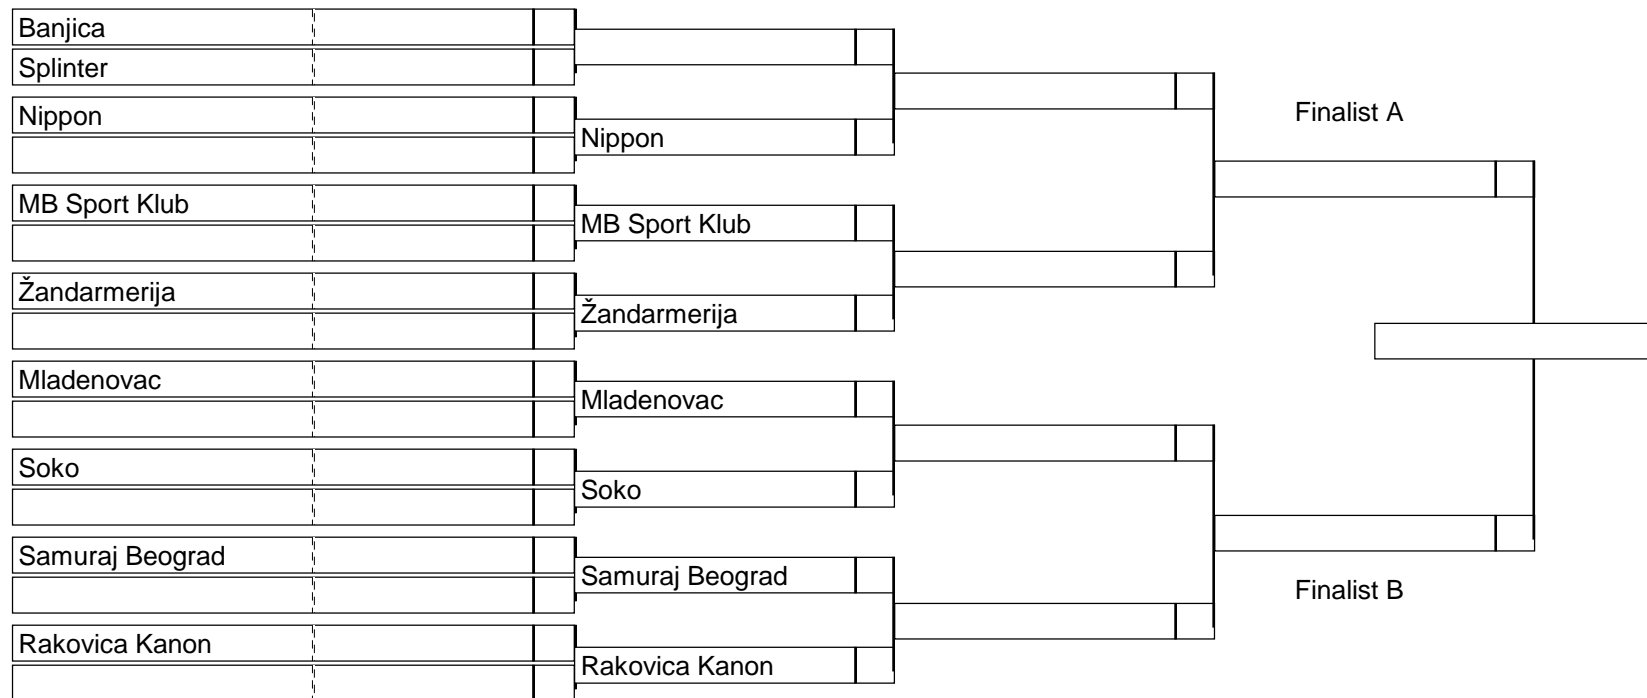 Banjica
Splinter
Nippon
MB Sport Klub
Žandarmerija
Mladenovac
Soko
Samuraj Beograd
Rakovica Kanon
Nippon
MB Sport Klub
Žandarmerija
Mladenovac
Soko
Samuraj Beograd
Rakovica Kanon
Finalist A
Finalist B